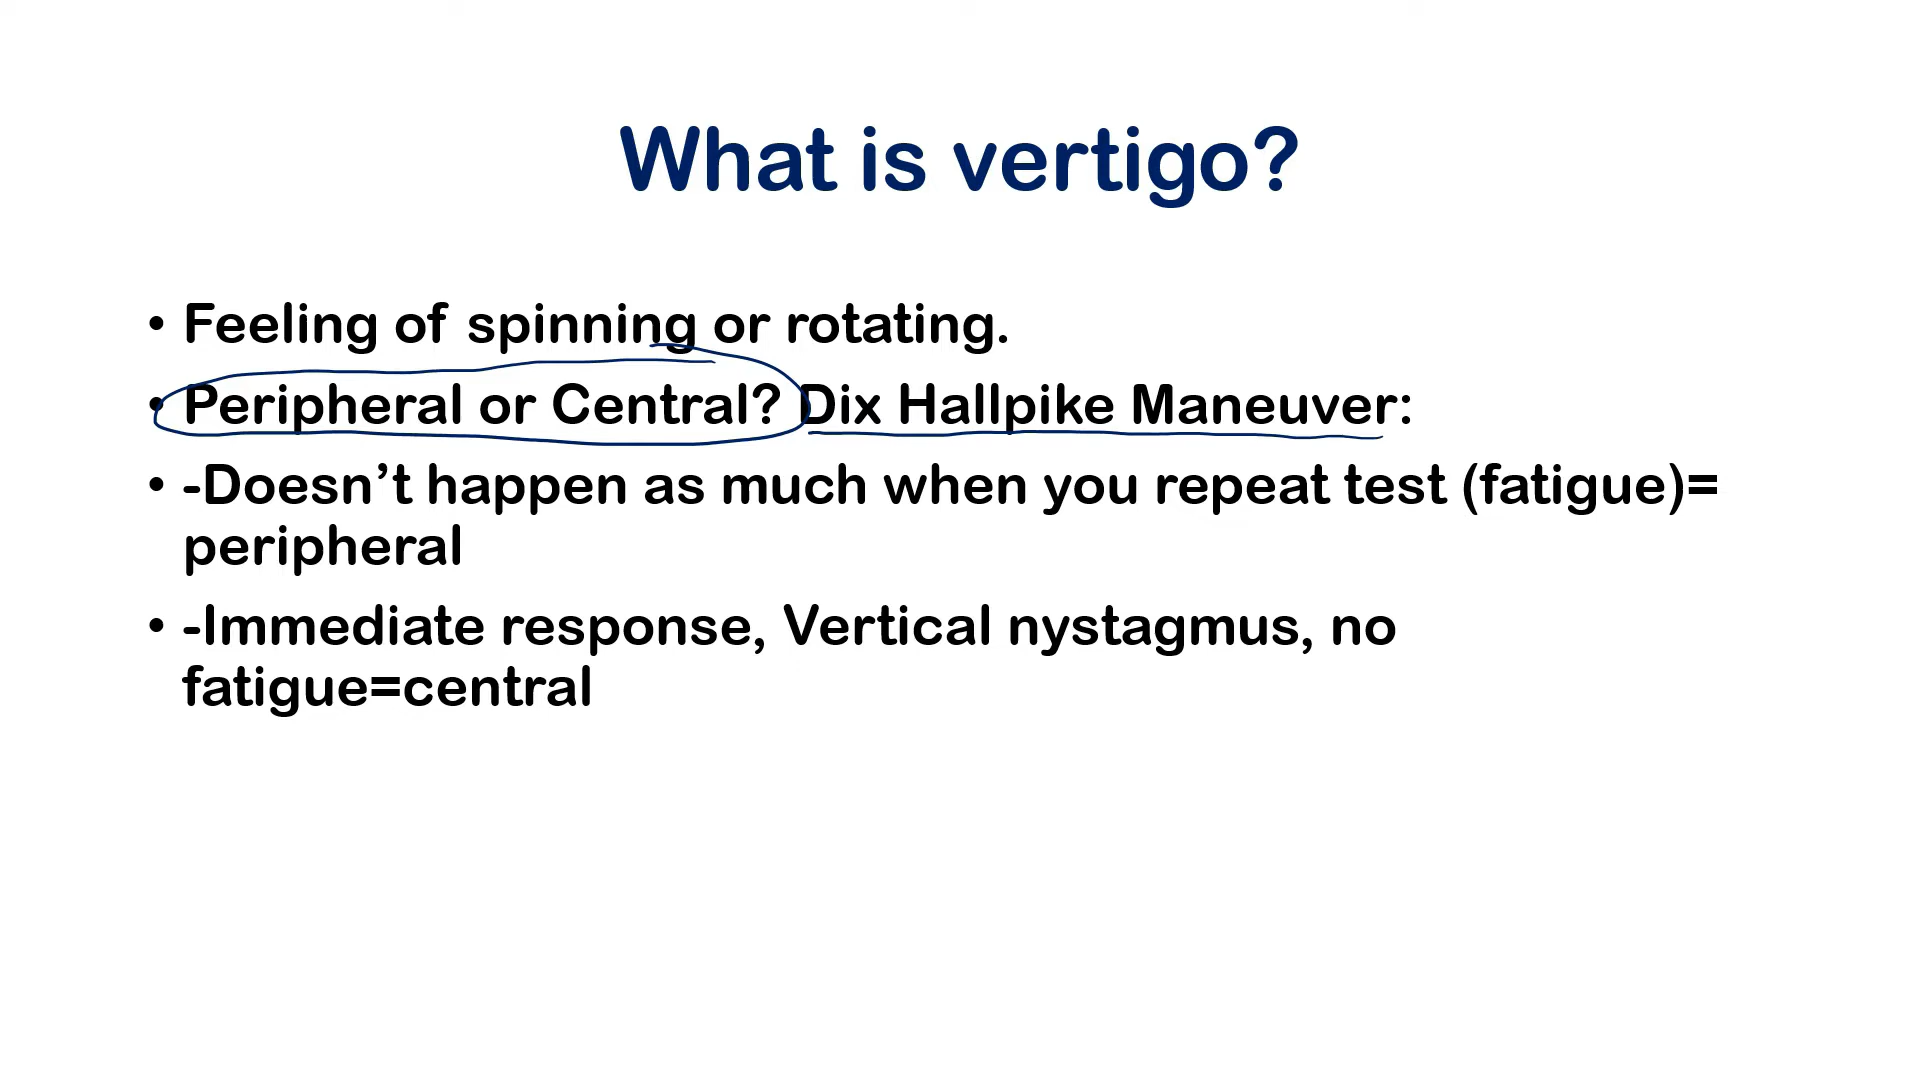 What is vertigo?
• Feeling of spinning or rotating.
• Peripheral or Central? Dix Hallpike Maneuver:
• -Doesn’t happen as much when you repeat test (fatigue)=
peripheral
• -Immediate response, Vertical nystagmus, no
fatigue=central